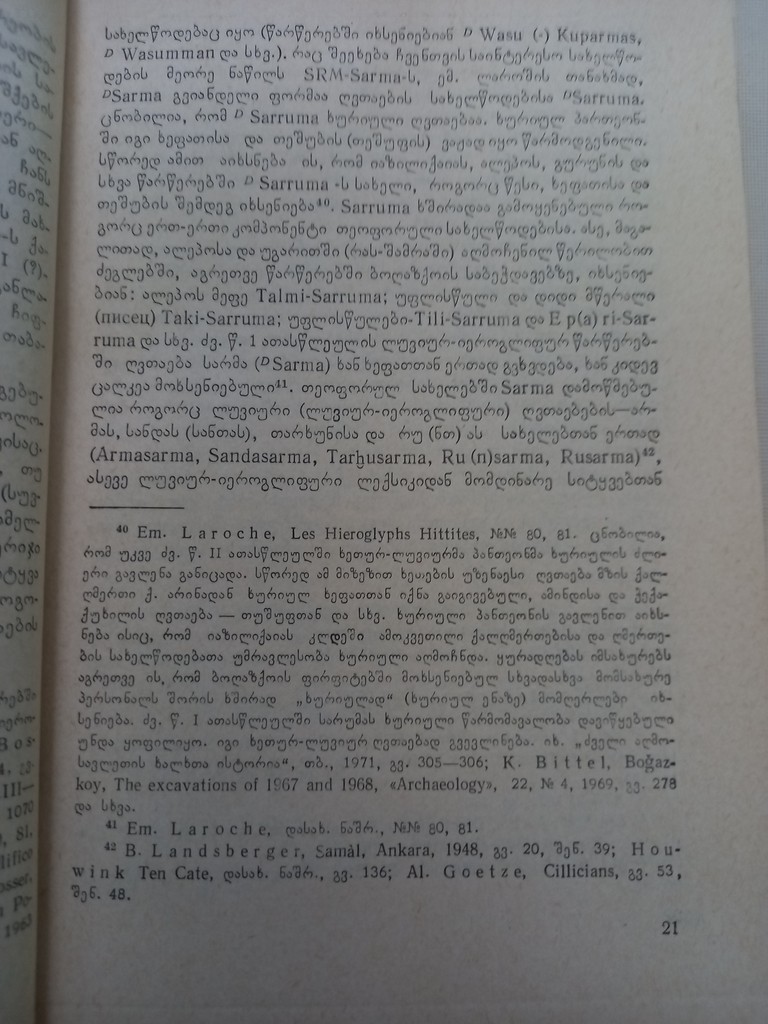 სახელწოდებაც იყო (წარწერებში იხსენიებიან ᴰ Wasu (-) Kuparmas,
ᴰ Wasumman და სხვ.). რაც შეეხება ჩვენთვის საინტერესო სახელწო-
დების მეორე ნაწილს SRM-Sarma-ს, ემ. ლაროშის თანახმად,
ᴰSarma გვიანდელი ფორმაა ღვთაების სახელწოდებისა ᴰSarruma.
ცნობილია, რომ ᴰ Sarruma ხურიული ღვთაებაა. ხურიულ პართეონ-
ში იგი ხეფათისა და თეშუბის (თეშუფის) ვაჟად იყო წარმოდგენილი.
სწორედ ამით აიხსნება ის, რომ იაზილიქაიას, ალეპოს, გურუნის და
სხვა წარწერებში ᴰ Sarruma -ს სახელი, როგორც წესი, ხეფათისა და
თეშუბის შემდეგ იხსენიება⁴⁰. Sarruma ხშირადაა გამოყენებული რო-
გორც ერთ-ერთი კომპონენტი თეოფორული სახელწოდებისა. ასე, მაგა-
ლითად, ალეპოსა და უგარითში (რას-შამრაში) აღმოჩენილ წერილობით
ძეგლებში, აგრეთვე წარწერებში ბოღაზქოის საბეჭდავებზე, იხსენიე-
ბიან: ალეპოს მეფე Talmi-Sarruma; უფლისწული და დიდი მწერალი
(писец) Taki-Sarruma; უფლისწულები-Tili-Sarruma და E p(a) ri-Sar-
ruma და სხვ. ძვ. წ. 1 ათასწლეულის ლუვიურ-იეროგლიფურ წარწერებ-
ში ღვთაება სარმა (ᴰ Sarma) ხან ხეფათთან ერთად გვხვდება, ხან კიდევ
ცალკეა მოხსენიებული⁴¹. თეოფორულ სახელებში Sarma დამოწმებუ-
ლია როგორც ლუვიური (ლუვიურ-იეროგლიფური) ღვთაებების—არ-
მას, სანდას (სანთას), თარხუნისა და რუ (ნთ) ას სახელებთან ერთად
(Armasarma, Sandasarma, Tarḫusarma, Ru (n)sarma, Rusarma)⁴²,
ასევე ლუვიურ-იეროგლიფური ლექსიკიდან მომდინარე სიტყვებთან
⁴⁰ Em. Laroche, Les Hieroglyphs Hittites, №№ 80, 81. ცნობილია,
რომ უკვე ძვ. წ. II ათასწლეულში ხეთურ-ლუვიურმა პანთეონმა ხურიულის ძლი-
ერი გავლენა განიცადა. სწორედ ამ მიზეზით ხეთების უზენაესი ღვთაება მზის ქალ-
ღმერთი ქ. არინადან ხურიულ ხეფათთან იქნა გაიგივებული, ამინდისა და ჭექა-
ქუხილის ღვთაება — თუშუფთან და სხვ. ხურიული პანთეონის გავლენით აიხს-
ნება ისიც, რომ იაზილიქაიას კლდეში ამოკვეთილი ქალღმერთებისა და ღმერთე-
ბის სახელწოდებათა უმრავლესობა ხურიული აღმოჩნდა. ყურადღებას იმსახურებს
აგრეთვე ის, რომ ბოღაზქოის ფირფიტებში მოხსენიებულ სხვადასხვა მომსახურე
პერსონალს შორის ხშირად „ხურიულად“ (ხურიულ ენაზე) მომღერლები იხ-
სენიება. ძვ. წ. I ათასწლეულში სარუმას ხურიული წარმომავალობა დავიწყებული
უნდა ყოფილიყო. იგი ხეთურ-ლუვიურ ღვთაებად გვევლინება. იხ. „ძველი აღმო-
სავლეთის ხალხთა ისტორია“, თბ., 1971, გვ. 305—306; K. Bittel, Boğaz-
koy, The excavations of 1967 and 1968, «Archaeology», 22, № 4, 1969, გვ. 278
და სხვა.
⁴¹ Em. Laroche, დასახ. ნაშრ., №№ 80, 81.
⁴² B. Landsberger, Samál, Ankara, 1948, გვ. 20, შენ. 39; Hou-
wink Ten Cate, დასახ. ნაშრ., გვ. 136; Al. Goetze, Cillicians, გვ. 53,
შენ. 48.
21